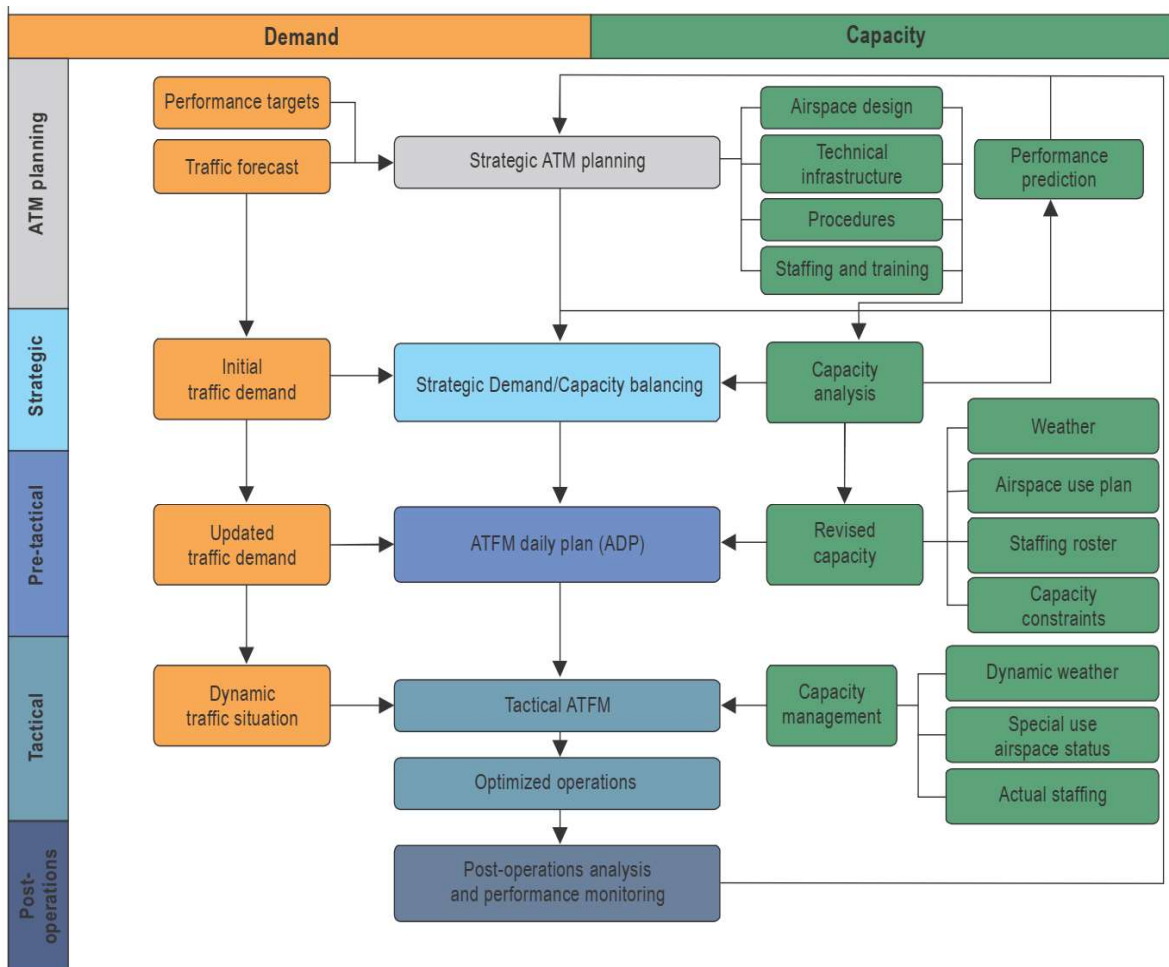 Demand
Capacity
ATM planning
Performance targets
Traffic forecast
Strategic ATM planning
Airspace design
Technical
infrastructure
Procedures
Staffing and training
Performance
prediction
Strategic
Initial
traffic demand
Strategic Demand/Capacity balancing
Capacity
analysis
Pre-tactical
Updated
traffic demand
ATFM daily plan (ADP)
Revised
capacity
Weather
Airspace use plan
Staffing roster
Capacity
constraints
Tactical
Dynamic
traffic situation
Tactical ATFM
Optimized operations
Capacity
management
Dynamic weather
Special use
airspace status
Actual staffing
Post-
operations
Post-operations analysis
and performance monitoring